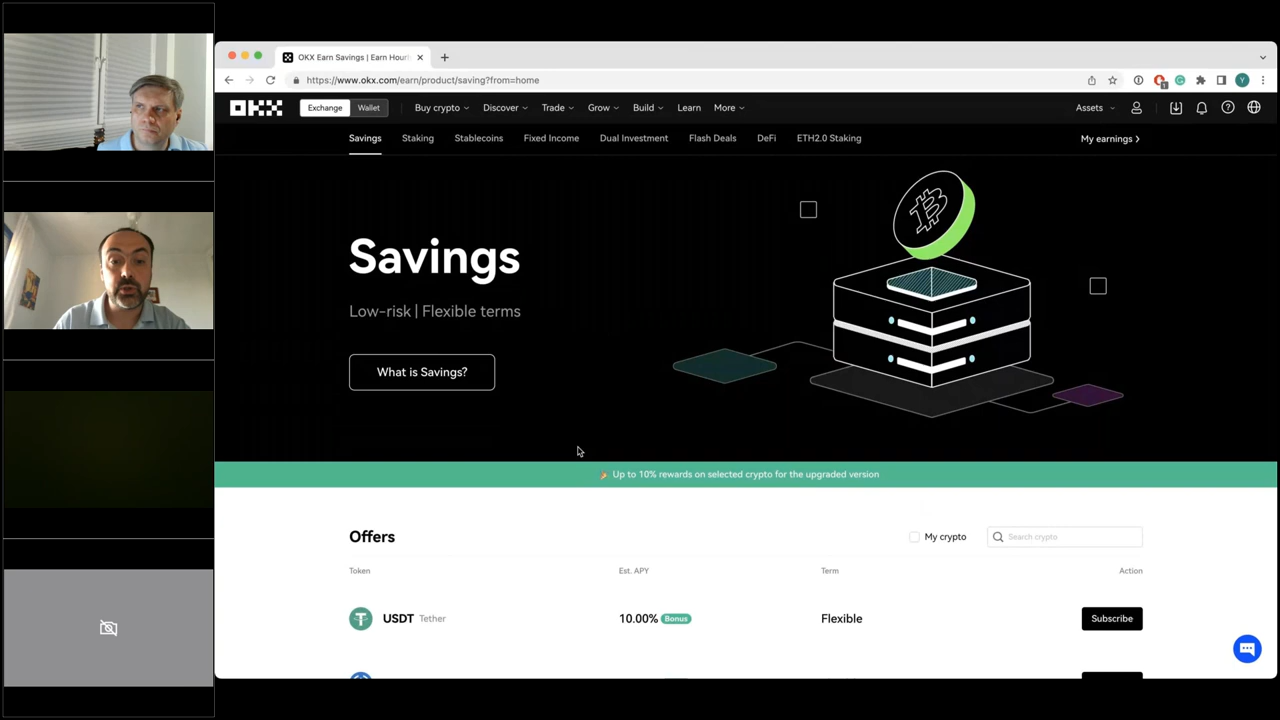 OKX Earn Savings | Earn Hourl
https://www.okx.com/earn/product/saving?from=home
1
Y
OKX
Exchange
Wallet
Buy crypto
Discover
Trade
Grow
Build
Learn
More
Assets
Savings
Staking
Stablecoins
Fixed Income
Dual Investment
Flash Deals
DeFi
ETH2.0 Staking
My earnings
Savings
Low-risk | Flexible terms
What is Savings?
Up to 10% rewards on selected crypto for the upgraded version
Offers
My crypto
Search crypto
Token
Est. APY
Term
Action
USDT Tether
10.00% Bonus
Flexible
Subscribe